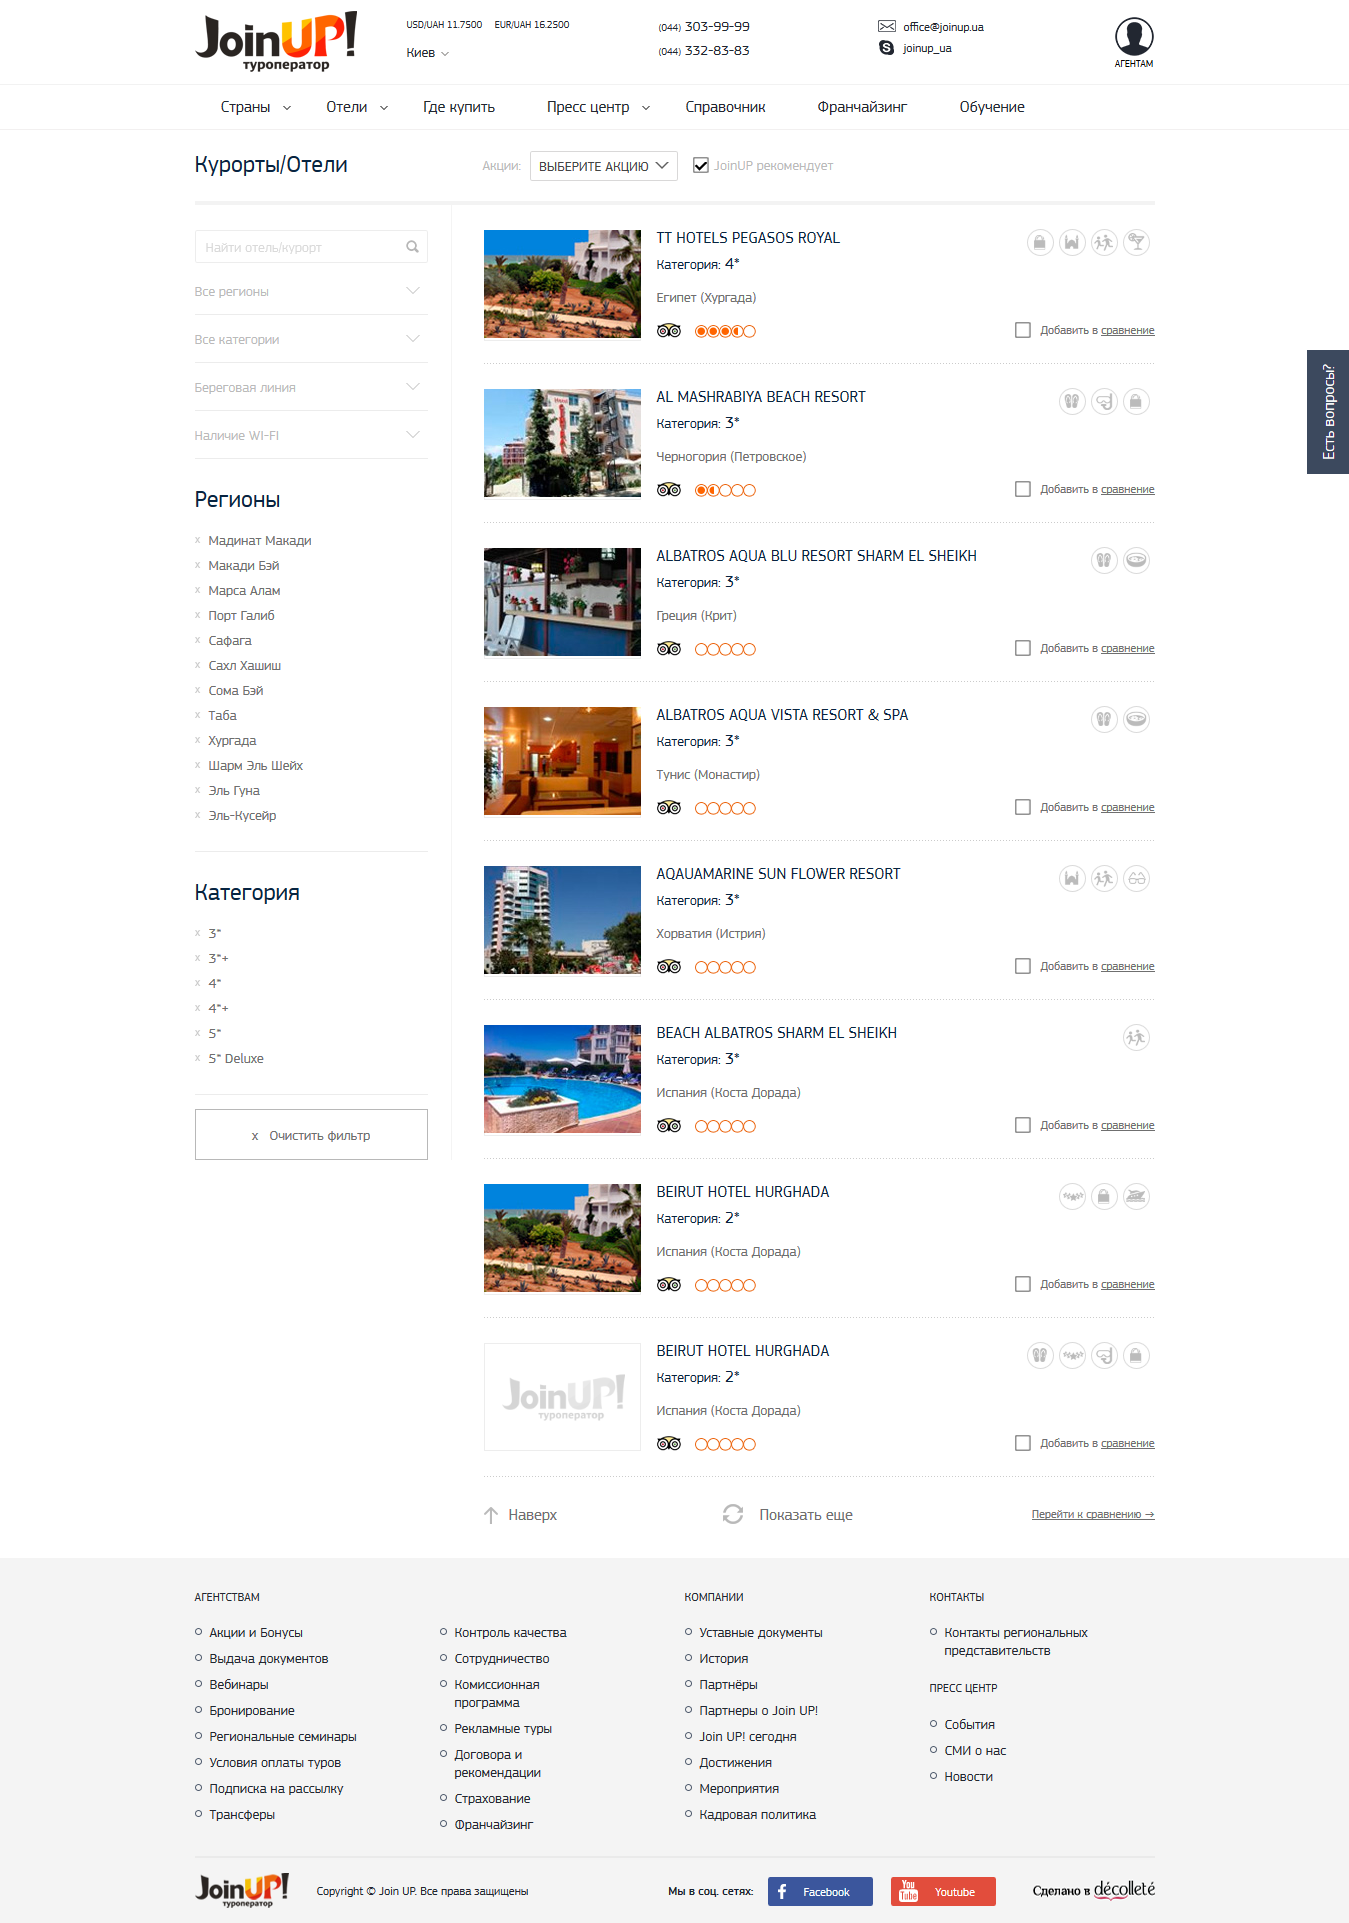 JoinUP!
туроператор
USD/UAH 11.7500 EUR/UAH 16.2500
Киев
(044) 303-99-99
(044) 332-83-83
office@joinup.ua
joinup_ua
АГЕНТАМ
Страны Отели Где купить Пресс центр Справочник Франчайзинг Обучение
Курорты/Отели
Акции: ВЫБЕРИТЕ АКЦИЮ JoinUP рекомендует
Найти отель/курорт
Все регионы
Все категории
Береговая линия
Наличие WI-FI
Регионы
x Мадинат Макади
x Макади Бэй
x Марса Алам
x Порт Галиб
x Сафага
x Сахл Хашиш
x Сома Бэй
x Таба
x Хургада
x Шарм Эль Шейх
x Эль Гуна
x Эль-Кусейр
Категория
x 3*
x 3*+
x 4*
x 4*+
x 5*
x 5* Deluxe
x Очистить фильтр
TT HOTELS PEGASOS ROYAL
Категория: 4*
Египет (Хургада)
Добавить в сравнение
AL MASHRABIYA BEACH RESORT
Категория: 3*
Черногория (Петровское)
Добавить в сравнение
ALBATROS AQUA BLU RESORT SHARM EL SHEIKH
Категория: 3*
Греция (Крит)
Добавить в сравнение
ALBATROS AQUA VISTA RESORT & SPA
Категория: 3*
Тунис (Монастир)
Добавить в сравнение
AQAUAMARINE SUN FLOWER RESORT
Категория: 3*
Хорватия (Истрия)
Добавить в сравнение
BEACH ALBATROS SHARM EL SHEIKH
Категория: 3*
Испания (Коста Дорада)
Добавить в сравнение
BEIRUT HOTEL HURGHADA
Категория: 2*
Испания (Коста Дорада)
Добавить в сравнение
JoinUP!
туроператор
BEIRUT HOTEL HURGHADA
Категория: 2*
Испания (Коста Дорада)
Добавить в сравнение
Есть вопросы?
Наверх Показать еще Перейти к сравнению →
АГЕНТСТВАМ
Акции и Бонусы
Выдача документов
Вебинары
Бронирование
Региональные семинары
Условия оплаты туров
Подписка на рассылку
Трансферы
Контроль качества
Сотрудничество
Комиссионная
программа
Рекламные туры
Договора и
рекомендации
Страхование
Франчайзинг
КОМПАНИИ
Уставные документы
История
Партнёры
Партнеры о Join UP!
Join UP! сегодня
Достижения
Мероприятия
Кадровая политика
КОНТАКТЫ
Контакты региональных
представительств
ПРЕСС ЦЕНТР
События
СМИ о нас
Новости
JoinUP!
туроператор
Copyright © Join UP. Все права защищены
Мы в соц. сетях:
f Facebook
You Tube Youtube
Сделано в décolleté